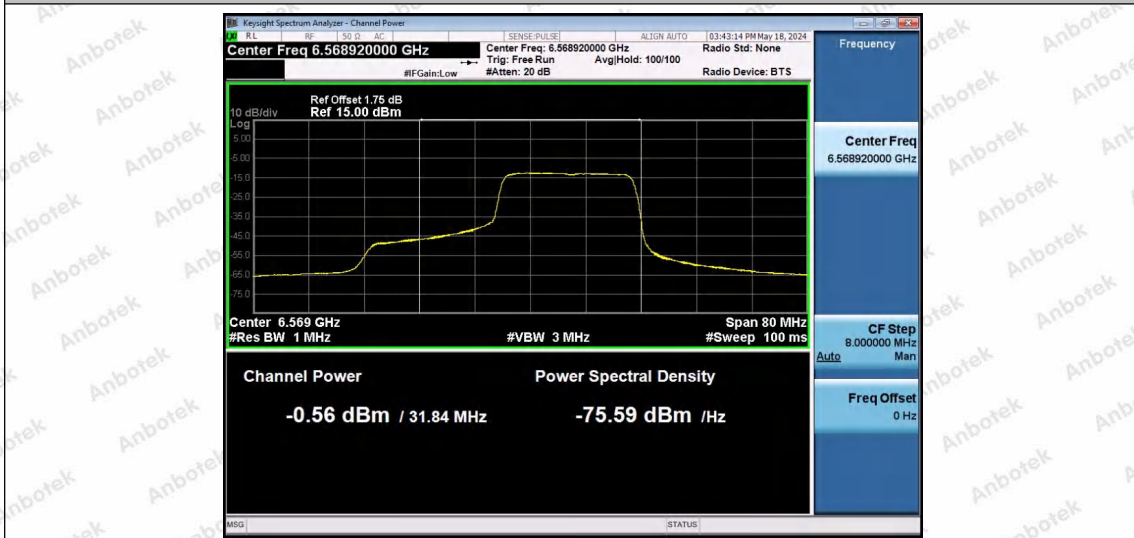 Keysight Spectrum Analyzer - Channel Power
RL RF 50 Ω AC SENSE:PULSE ALIGN AUTO 03:43:14 PM May 18, 2024
Center Freq 6.568920000 GHz
Center Freq: 6.568920000 GHz
Radio Std: None
Trig: Free Run Avg|Hold: 100/100
#IFGain:Low #Atten: 20 dB Radio Device: BTS
Ref Offset 1.75 dB
10 dB/div Ref 15.00 dBm
Log
5.00
-5.00
-15.0
-25.0
-35.0
-45.0
-55.0
-65.0
-75.0
Center 6.569 GHz Span 80 MHz
#Res BW 1 MHz #VBW 3 MHz #Sweep 100 ms
Channel Power Power Spectral Density
-0.56 dBm / 31.84 MHz -75.59 dBm /Hz
MSG STATUS
Frequency
Center Freq
6.568920000 GHz
CF Step
8.000000 MHz
Auto Man
Freq Offset
0 Hz
Anbotek